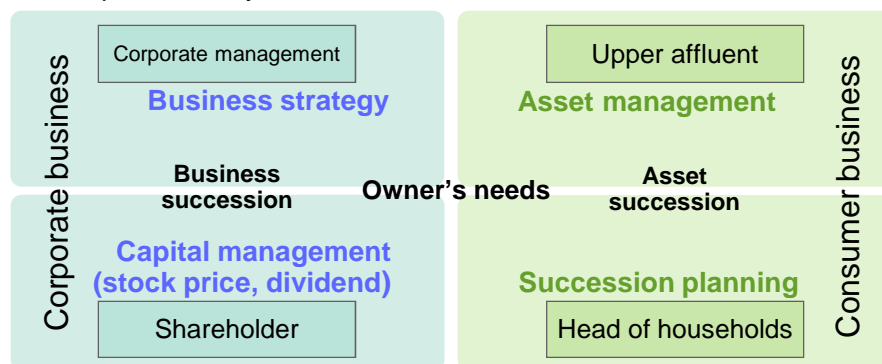 Corporate business
Corporate management
Business strategy
Business
succession
Capital management
(stock price, dividend)
Shareholder
Owner's needs
Upper affluent
Asset management
Asset
succession
Succession planning
Head of households
Consumer business